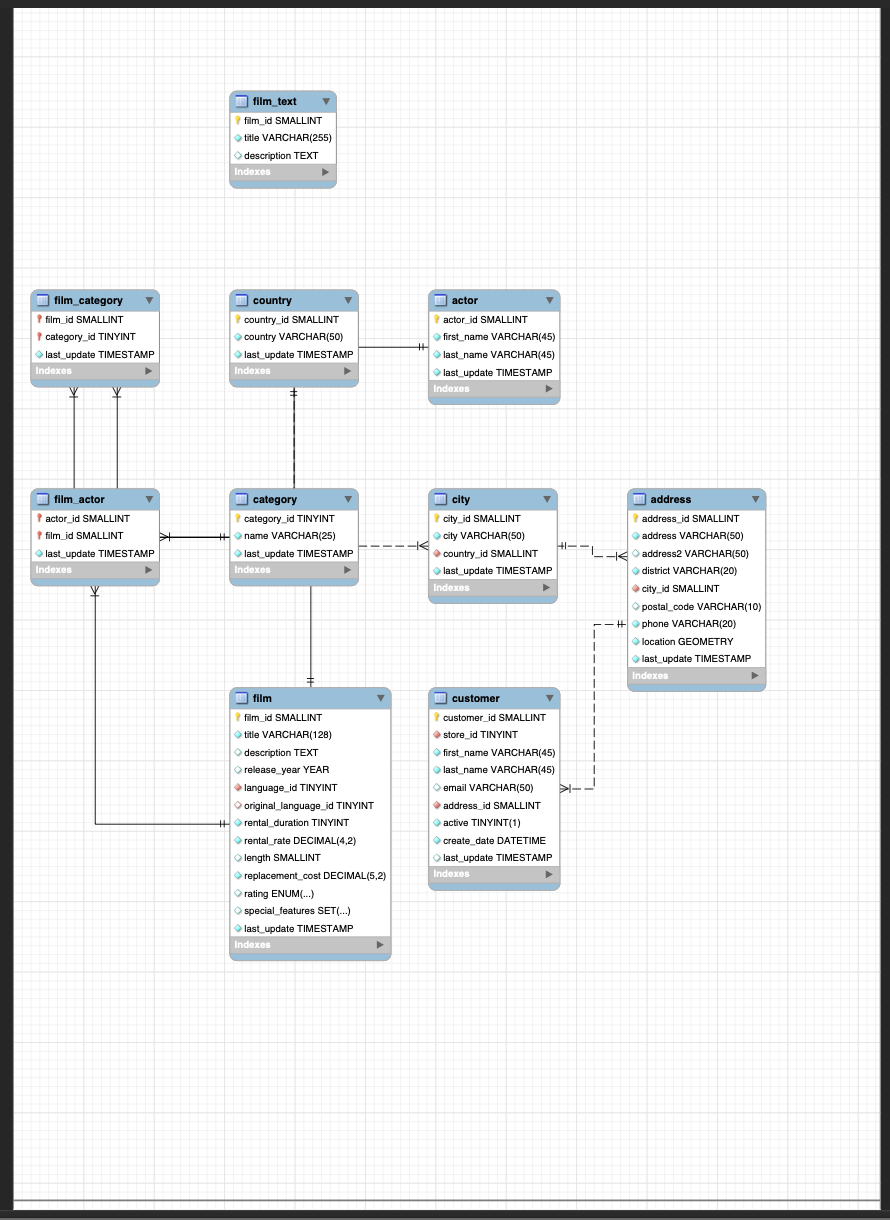 film_text
film_id SMALLINT
title VARCHAR(255)
description TEXT
Indexes
film_category
film_id SMALLINT
category_id TINYINT
last_update TIMESTAMP
Indexes
country
country_id SMALLINT
country VARCHAR(50)
last_update TIMESTAMP
Indexes
actor
actor_id SMALLINT
first_name VARCHAR(45)
last_name VARCHAR(45)
last_update TIMESTAMP
Indexes
film_actor
actor_id SMALLINT
film_id SMALLINT
last_update TIMESTAMP
Indexes
category
category_id TINYINT
name VARCHAR(25)
last_update TIMESTAMP
Indexes
city
city_id SMALLINT
city VARCHAR(50)
country_id SMALLINT
last_update TIMESTAMP
Indexes
address
address_id SMALLINT
address VARCHAR(50)
address2 VARCHAR(50)
district VARCHAR(20)
city_id SMALLINT
postal_code VARCHAR(10)
phone VARCHAR(20)
location GEOMETRY
last_update TIMESTAMP
Indexes
film
film_id SMALLINT
title VARCHAR(128)
description TEXT
release_year YEAR
language_id TINYINT
original_language_id TINYINT
rental_duration TINYINT
rental_rate DECIMAL(4,2)
length SMALLINT
replacement_cost DECIMAL(5,2)
rating ENUM(...)
special_features SET(...)
last_update TIMESTAMP
Indexes
customer
customer_id SMALLINT
store_id TINYINT
first_name VARCHAR(45)
last_name VARCHAR(45)
email VARCHAR(50)
address_id SMALLINT
active TINYINT(1)
create_date DATETIME
last_update TIMESTAMP
Indexes